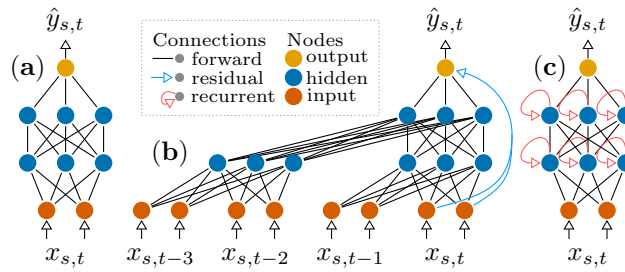 ŷ_{s,t}
(a)
Connections
forward
residual
recurrent
Nodes
output
hidden
input
ŷ_{s,t}
(c)
ŷ_{s,t}
(b)
x_{s,t}
x_{s,t−3}
x_{s,t−2}
x_{s,t−1}
x_{s,t}
x_{s,t}